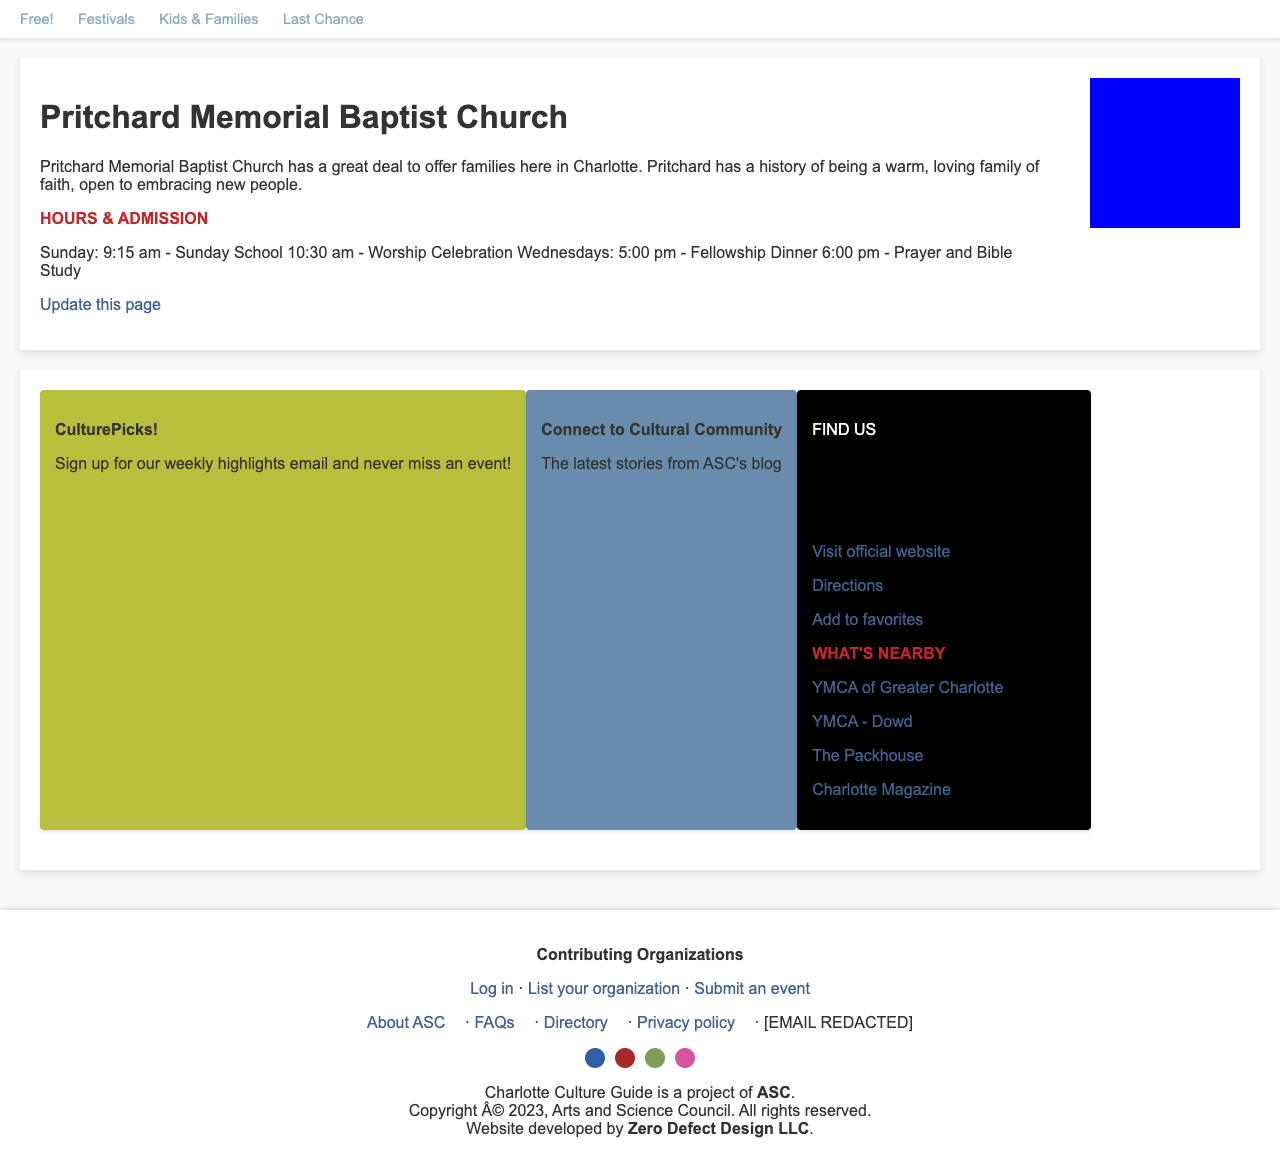 Free! Festivals Kids & Families Last Chance
Pritchard Memorial Baptist Church
Pritchard Memorial Baptist Church has a great deal to offer families here in Charlotte. Pritchard has a history of being a warm, loving family of
faith, open to embracing new people.
HOURS & ADMISSION
Sunday: 9:15 am - Sunday School 10:30 am - Worship Celebration Wednesdays: 5:00 pm - Fellowship Dinner 6:00 pm - Prayer and Bible
Study
Update this page
CulturePicks!
Sign up for our weekly highlights email and never miss an event!
Connect to Cultural Community
The latest stories from ASC's blog
FIND US
Visit official website
Directions
Add to favorites
WHAT'S NEARBY
YMCA of Greater Charlotte
YMCA - Dowd
The Packhouse
Charlotte Magazine
Contributing Organizations
Log in · List your organization · Submit an event
About ASC · FAQs · Directory · Privacy policy · [EMAIL REDACTED]
Charlotte Culture Guide is a project of ASC.
Copyright Â© 2023, Arts and Science Council. All rights reserved.
Website developed by Zero Defect Design LLC.